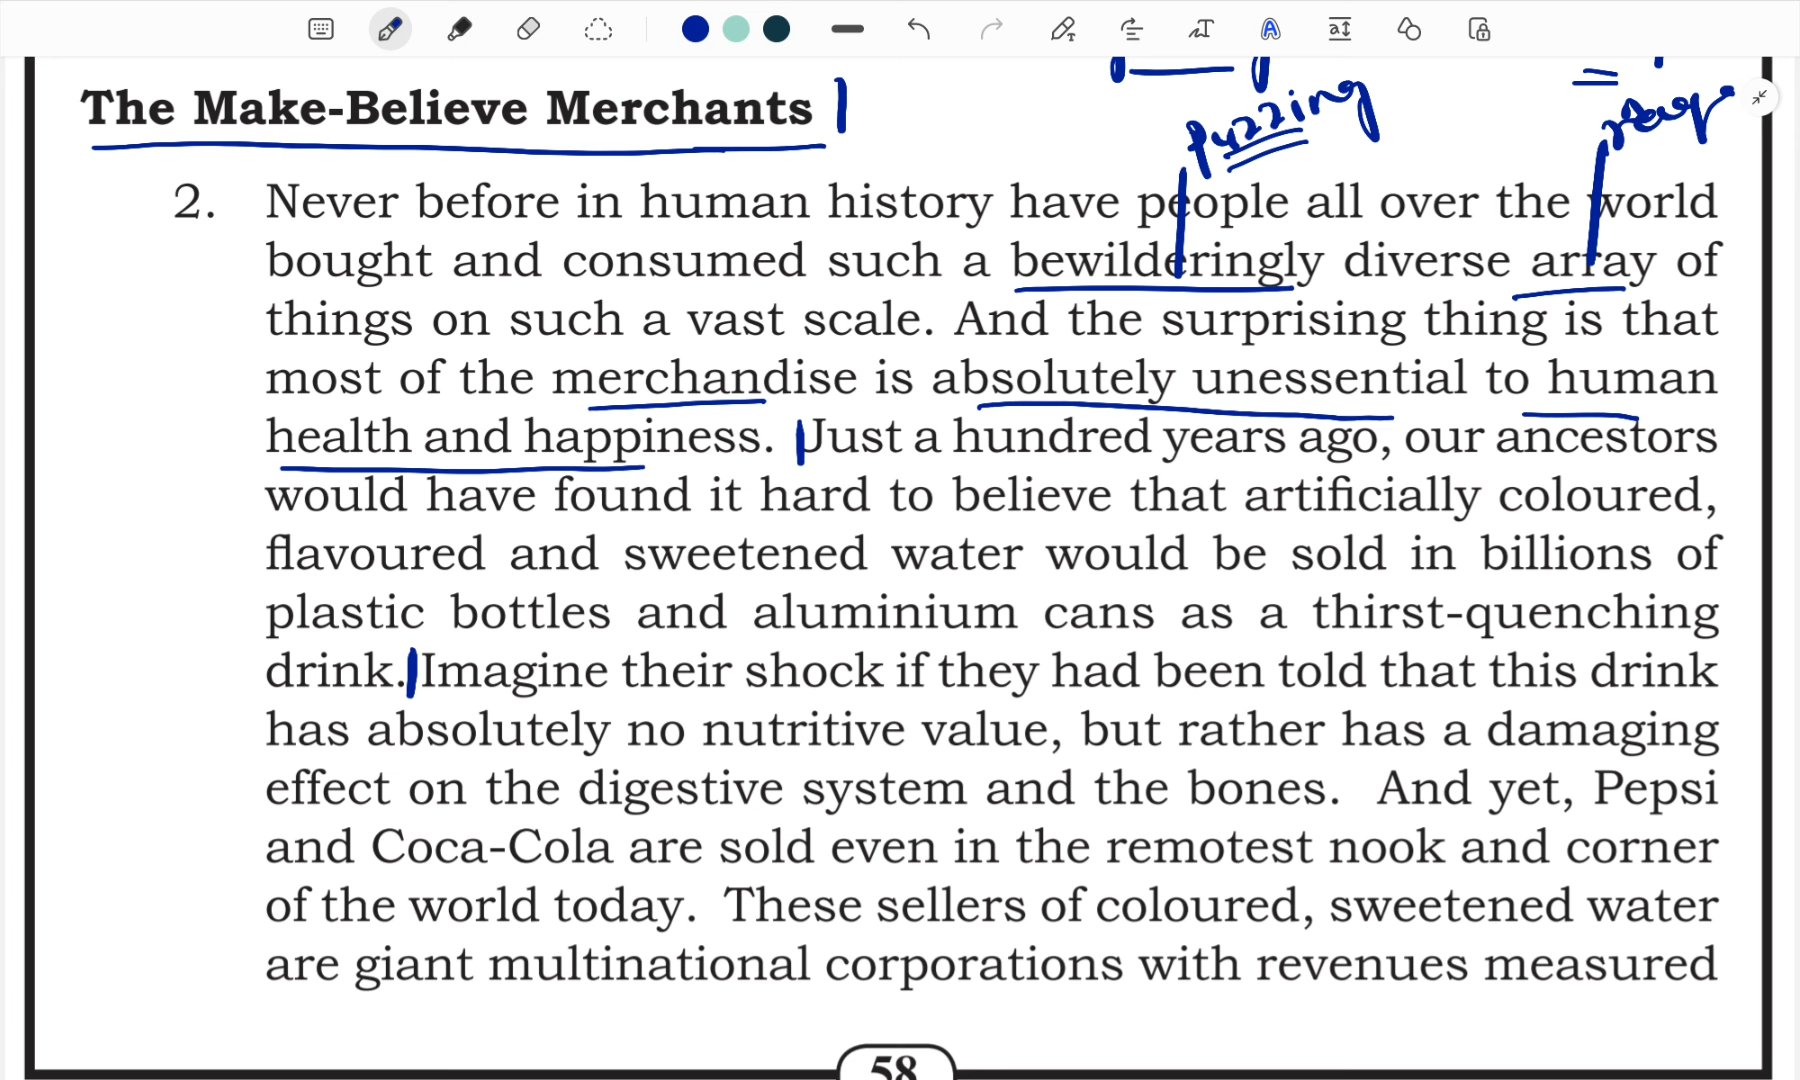 The Make-Believe Merchants
puzzing
2. Never before in human history have people all over the world
bought and consumed such a bewilderingly diverse array of
things on such a vast scale. And the surprising thing is that
most of the merchandise is absolutely unessential to human
health and happiness. Just a hundred years ago, our ancestors
would have found it hard to believe that artificially coloured,
flavoured and sweetened water would be sold in billions of
plastic bottles and aluminium cans as a thirst-quenching
drink. Imagine their shock if they had been told that this drink
has absolutely no nutritive value, but rather has a damaging
effect on the digestive system and the bones. And yet, Pepsi
and Coca-Cola are sold even in the remotest nook and corner
of the world today. These sellers of coloured, sweetened water
are giant multinational corporations with revenues measured
58